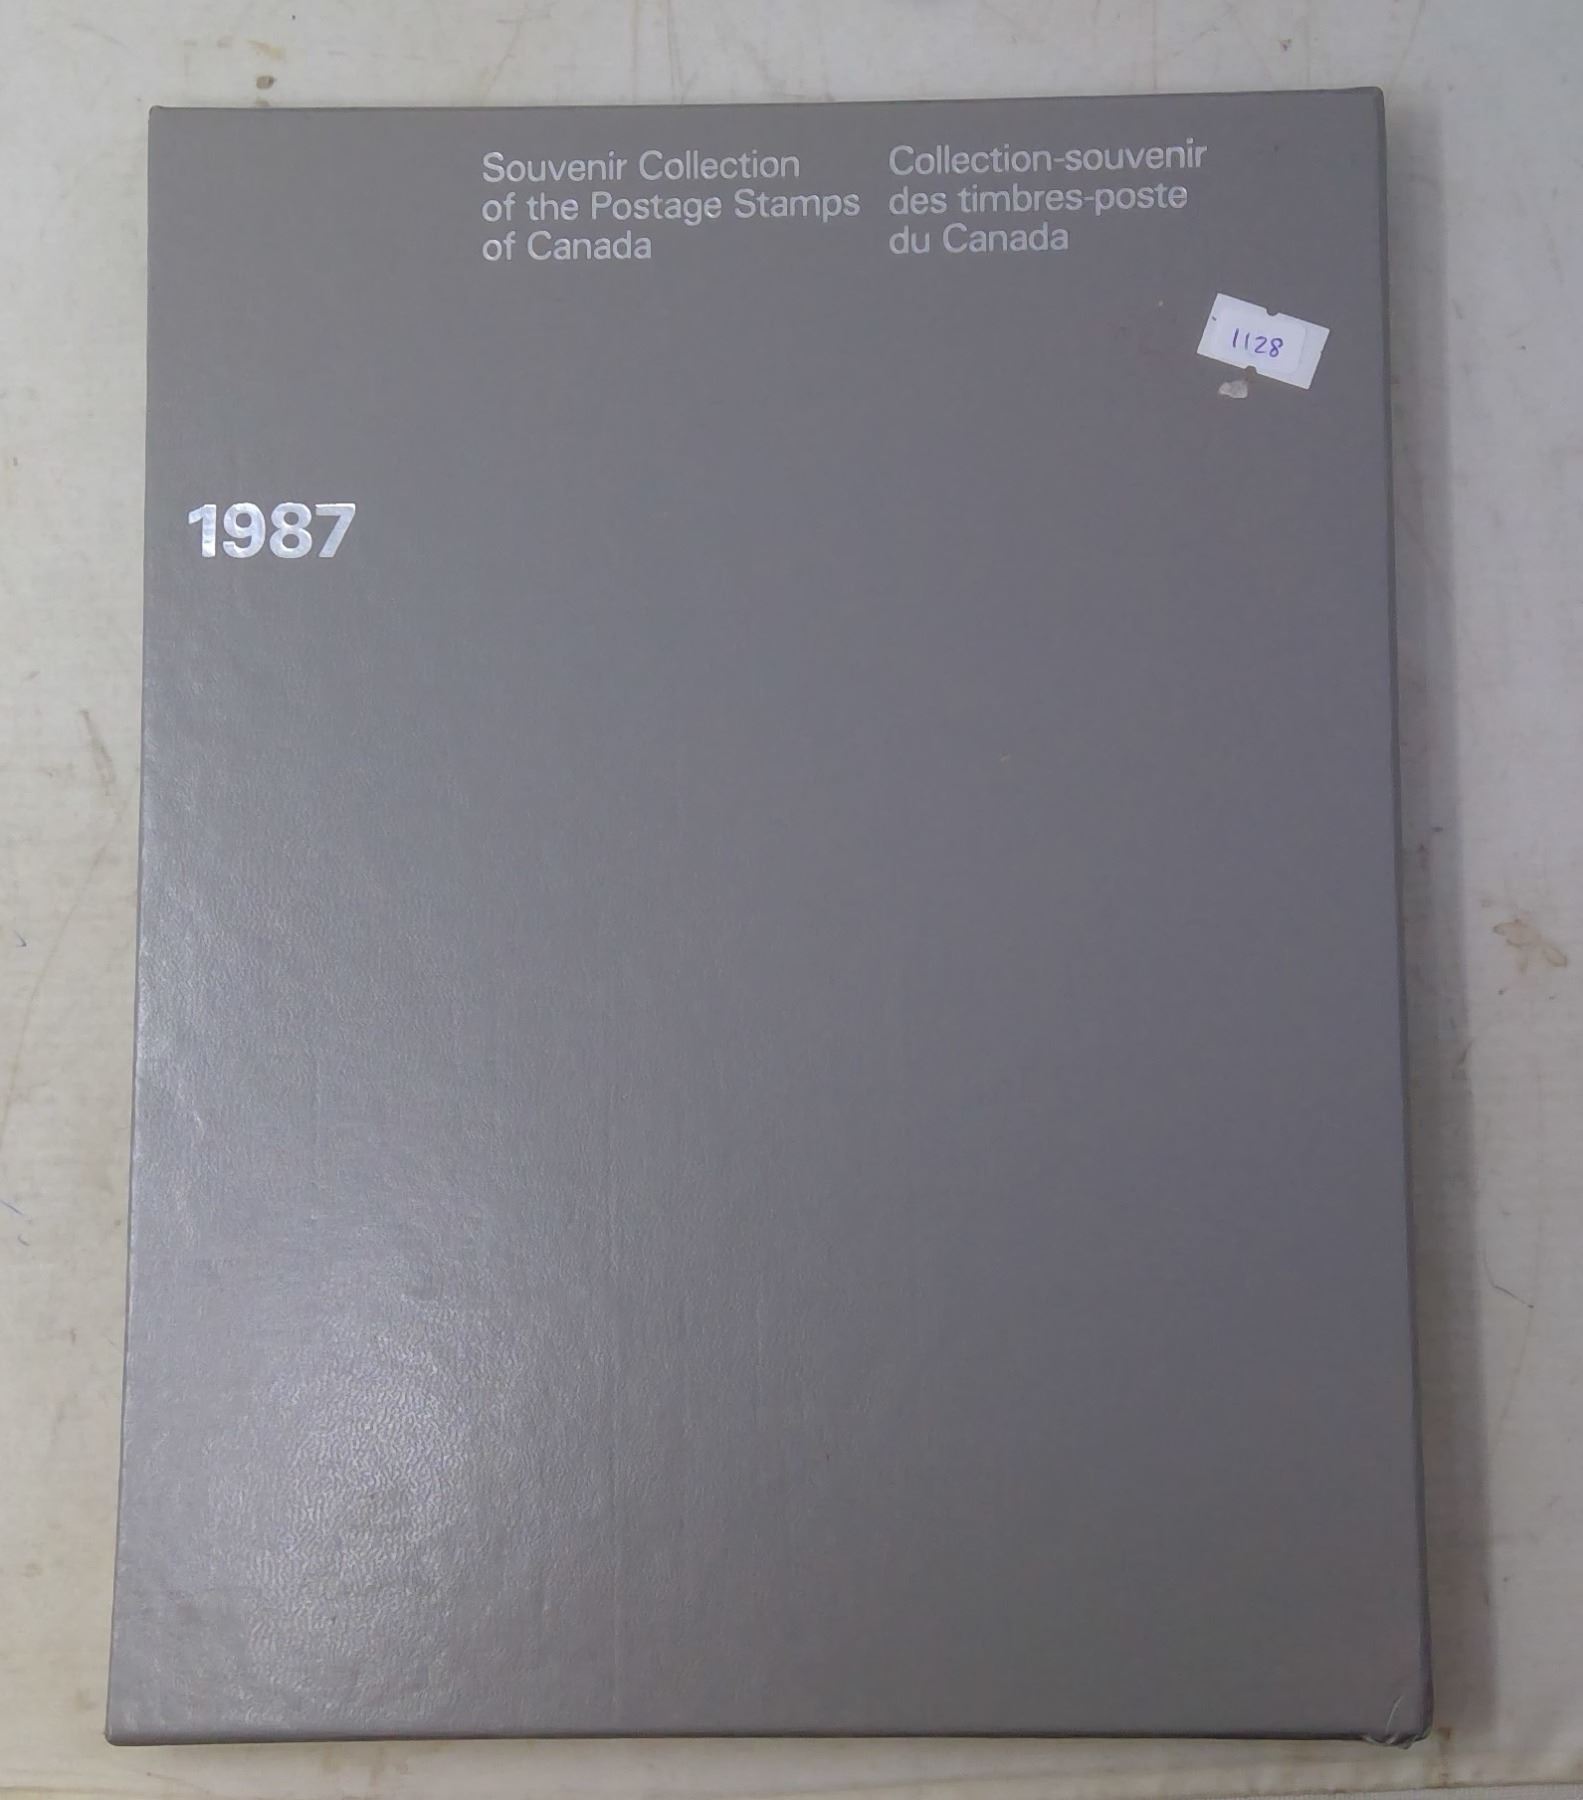 Souvenir Collection
of the Postage Stamps
of Canada
Collection-souvenir
des timbres-poste
du Canada
1128
1987